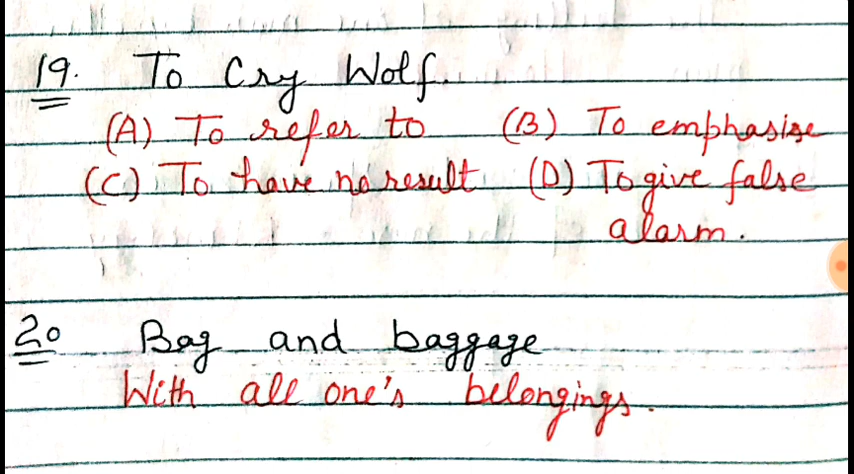 19. To Cry Wolf.
(A) To refer to (B) To emphasize
(C) To have no result (D) To give false
alarm.
20 Bag and baggage
With all one's belongings.